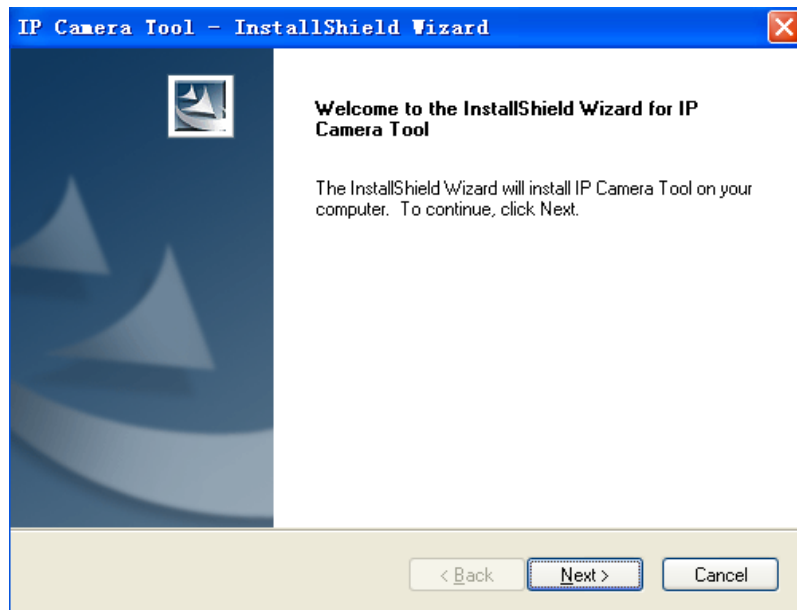 IP Camera Tool - InstallShield Wizard
Welcome to the InstallShield Wizard for IP
Camera Tool
The InstallShield Wizard will install IP Camera Tool on your
computer. To continue, click Next.
< Back
Next >
Cancel